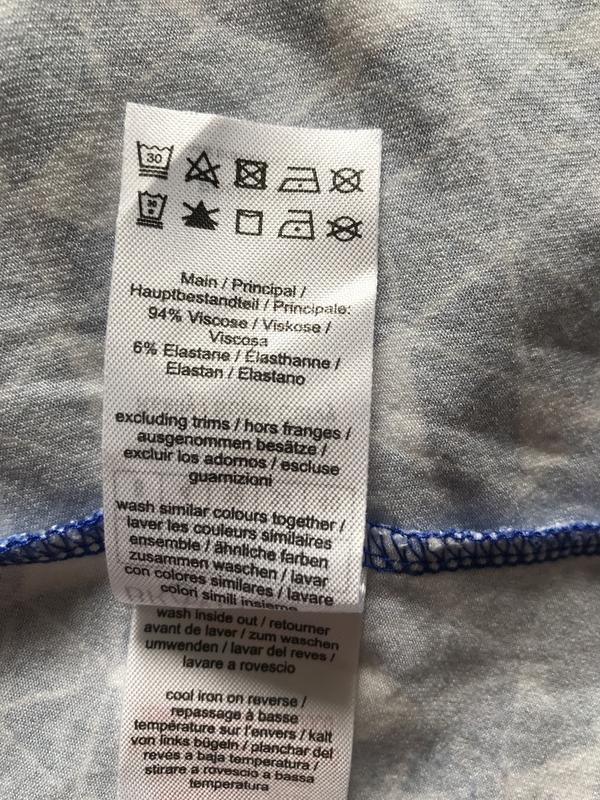 30
30
Main / Principal /
Hauptbestandteil / Principale:
94% Viscose / Viskose /
Viscosa
6% Elastane / Élasthanne /
Elastan / Elastano
excluding trims / hors franges /
ausgenommen besätze /
excluir los adornos / escluse
guarnizioni
wash similar colours together /
laver les couleurs similaires
ensemble / ähnliche farben
zusammen waschen / lavar
con colores similares / lavare
colori simili insieme
wash inside out / retourner
avant de laver / zum waschen
umwenden / lavar del reves /
lavare a rovescio
cool iron on reverse /
repassage à basse
température sur l'envers / kalt
von links bügeln / planchar del
revés a baja temperatura /
stirare a rovescio a bassa
temperatura